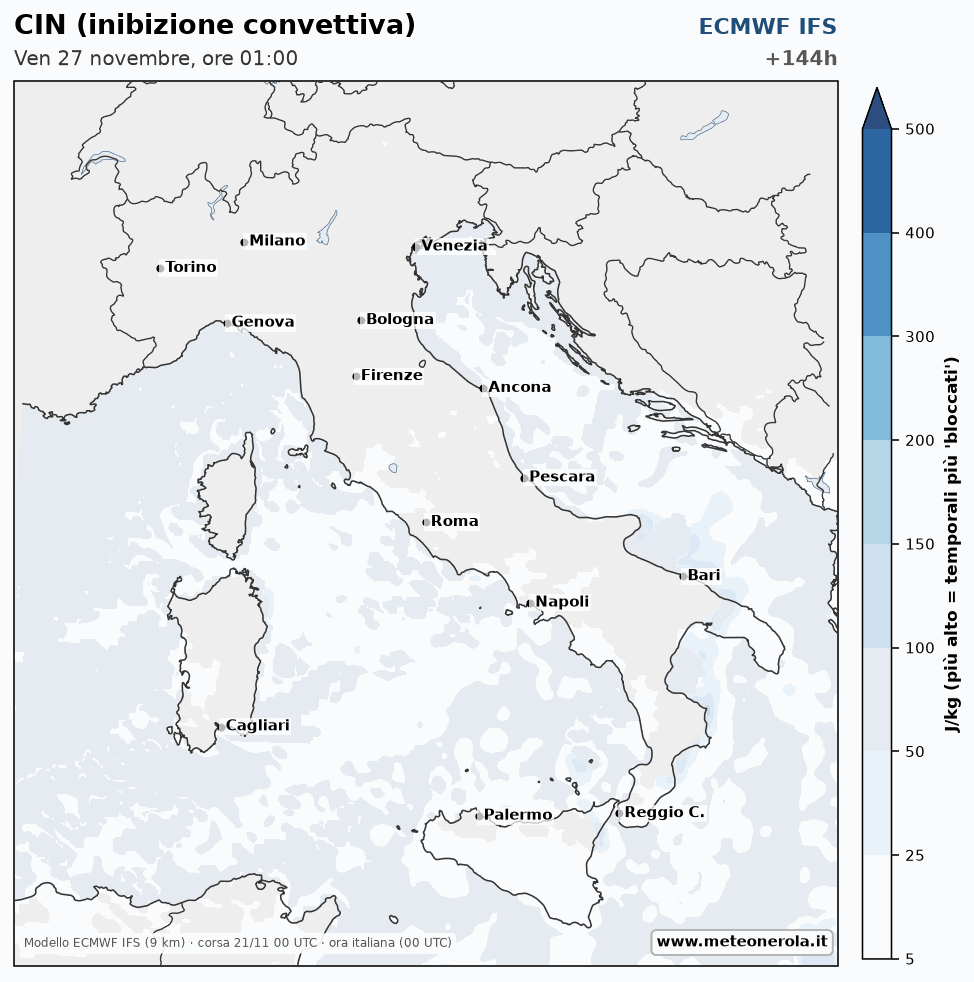 CIN (inibizione convettiva)
ECMWF IFS
Ven 27 novembre, ore 01:00
+144h
Milano
Venezia
Torino
Genova
Bologna
Firenze
Ancona
Pescara
Roma
Bari
Napoli
Cagliari
Palermo
Reggio C.
500
400
300
200
150
100
50
25
5
J/kg (più alto = temporali più 'bloccati')
Modello ECMWF IFS (9 km) · corsa 21/11 00 UTC · ora italiana (00 UTC)
www.meteonerola.it